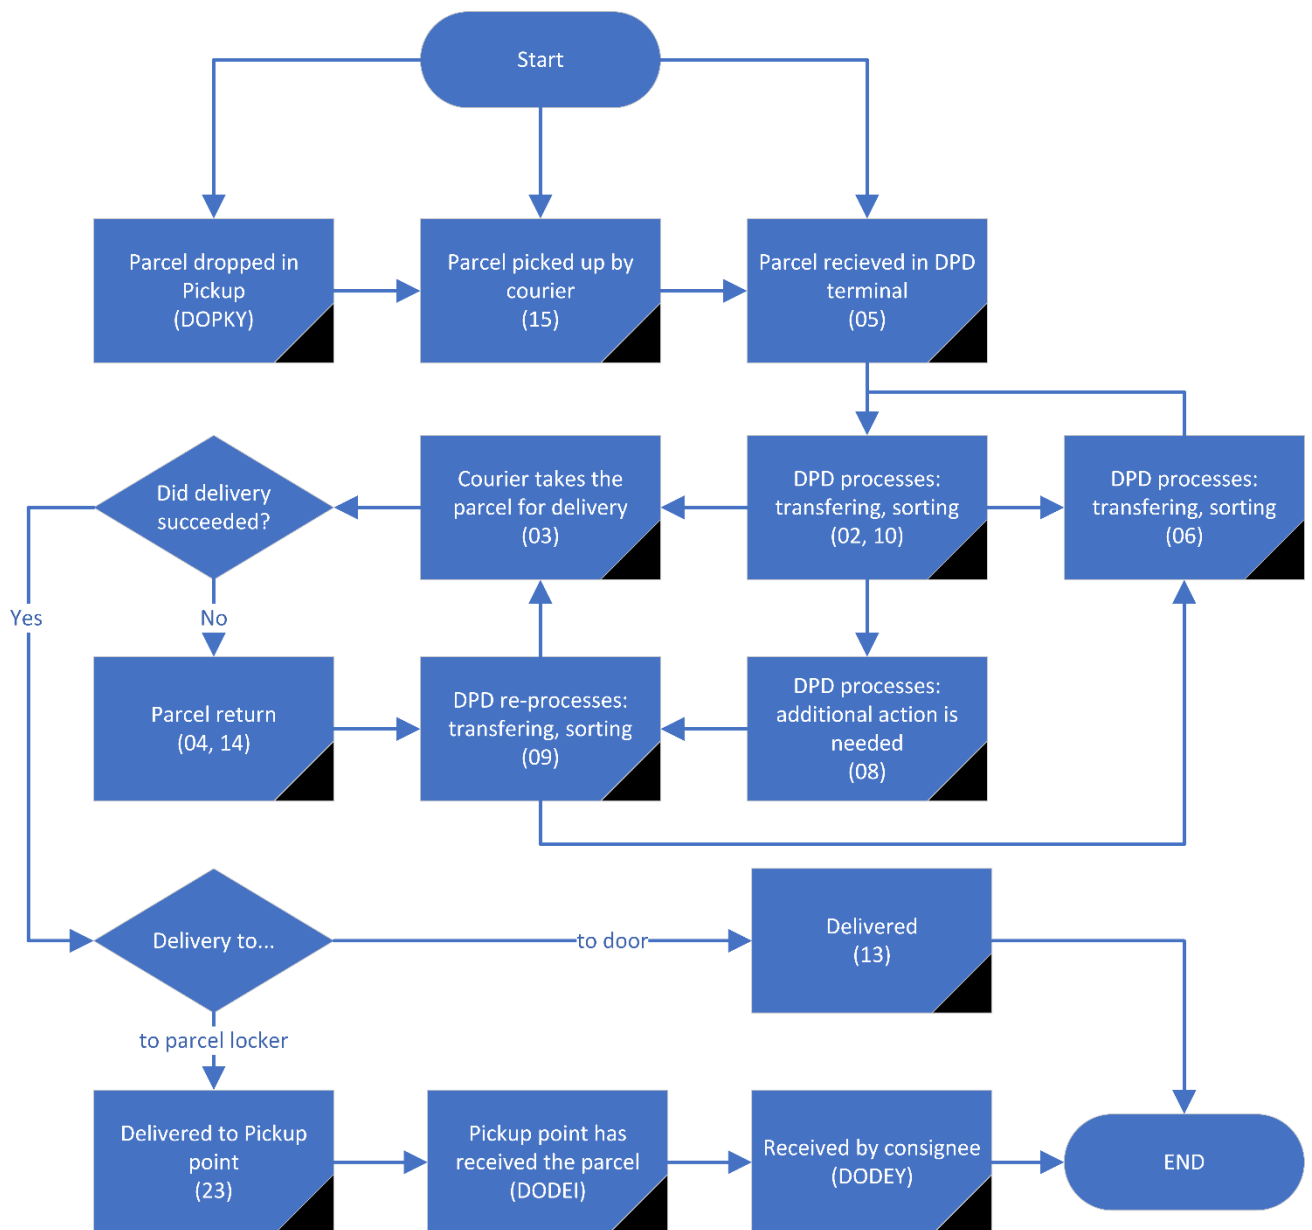 Start
Parcel dropped in
Pickup
(DOPKY)
Parcel picked up by
courier
(15)
Parcel recieved in DPD
terminal
(05)
Did delivery
succeeded?
Courier takes the
parcel for delivery
(03)
DPD processes:
transfering, sorting
(02, 10)
DPD processes:
transfering, sorting
(06)
Yes
No
Parcel return
(04, 14)
DPD re-processes:
transfering, sorting
(09)
DPD processes:
additional action is
needed
(08)
Delivery to...
to door
Delivered
(13)
to parcel locker
Delivered to Pickup
point
(23)
Pickup point has
received the parcel
(DODEI)
Received by consignee
(DODEY)
END